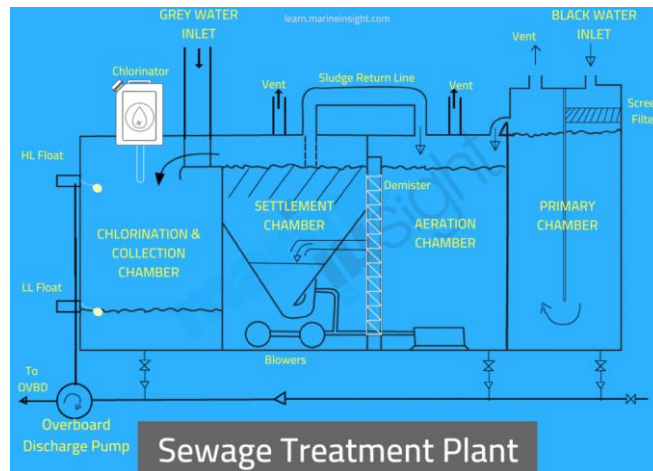 GREY WATER
INLET
learn.marineinsight.com
BLACK WATER
INLET
Chlorinator
Vent
Sludge Return Line
Vent
Vent
Screen
Filter
HL Float
Demister
SETTLEMENT
CHAMBER
AERATION
CHAMBER
PRIMARY
CHAMBER
CHLORINATION &
COLLECTION
CHAMBER
LL Float
Blowers
To
OVBD
Overboard
Discharge Pump
Sewage Treatment Plant